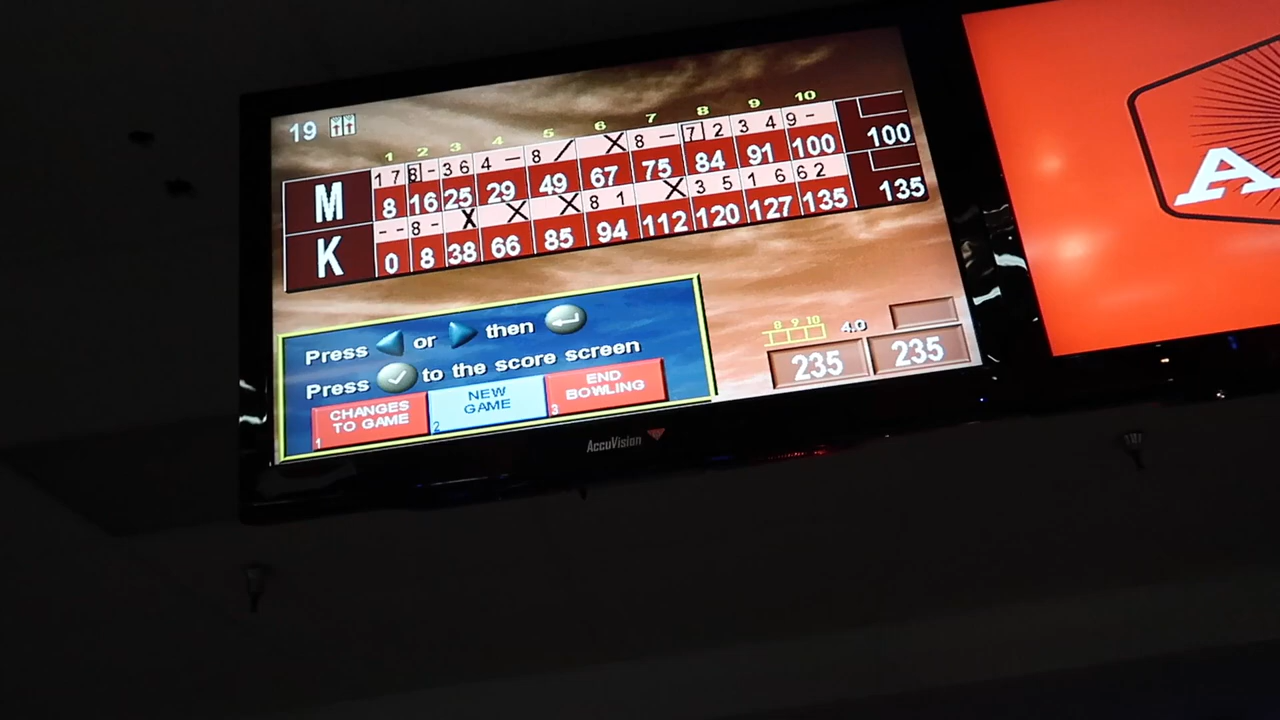 19
1 2 3 4 5 6 7 8 9 10
M 1 7 8 - 3 6 4 - 8 / X 8 - 7 2 3 4 9 -
8 16 25 29 49 67 75 84 91 100 100
K - - 8 - X X X 8 1 X 3 5 1 6 6 2
0 8 38 66 85 94 112 120 127 135 135
Press or then
Press to the score screen
CHANGES TO GAME 1
NEW GAME 2
END BOWLING 3
8 9 10 4.0
235 235
AccuVision
A